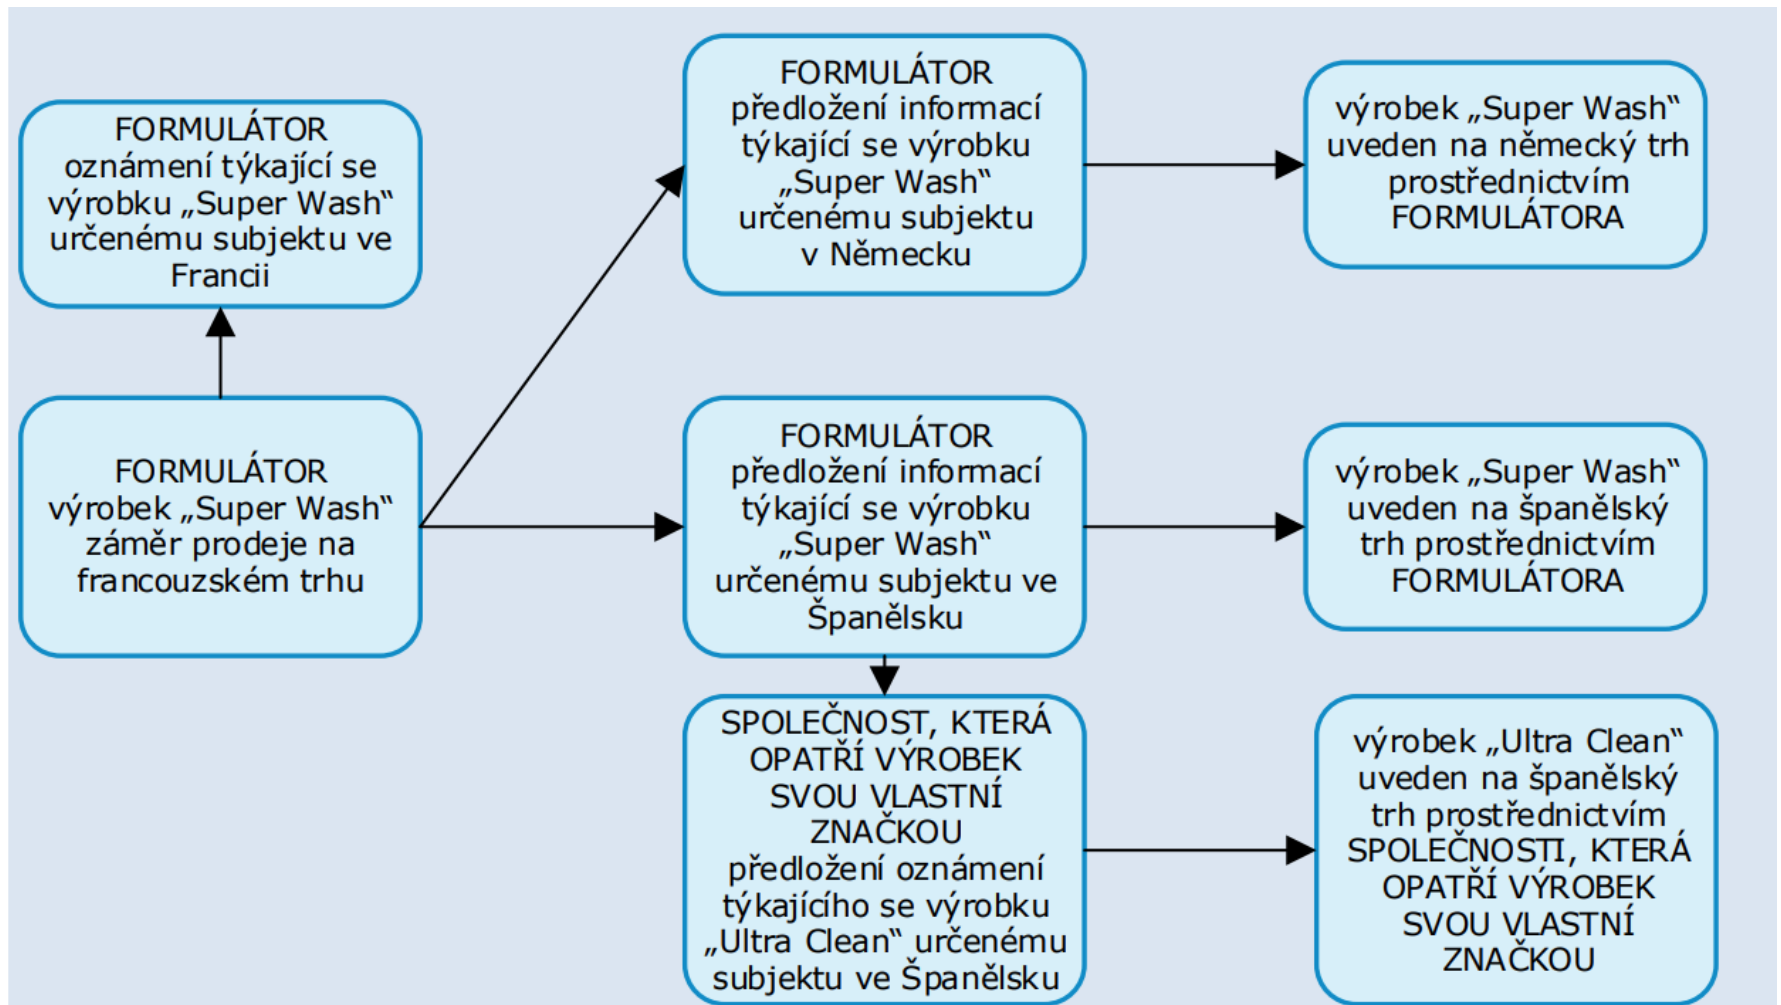 FORMULÁTOR
oznámení týkající se
výrobku „Super Wash“
určenému subjektu ve
Francii
FORMULÁTOR
výrobek „Super Wash“
záměr prodeje na
francouzském trhu
FORMULÁTOR
předložení informací
týkající se výrobku
„Super Wash“
určenému subjektu
v Německu
výrobek „Super Wash“
uveden na německý trh
prostřednictvím
FORMULÁTORA
FORMULÁTOR
předložení informací
týkající se výrobku
„Super Wash“
určenému subjektu ve
Španělsku
výrobek „Super Wash“
uveden na španělský
trh prostřednictvím
FORMULÁTORA
SPOLEČNOST, KTERÁ
OPATŘÍ VÝROBEK
SVOU VLASTNÍ
ZNAČKOU
předložení oznámení
týkajícího se výrobku
„Ultra Clean“ určenému
subjektu ve Španělsku
výrobek „Ultra Clean“
uveden na španělský
trh prostřednictvím
SPOLEČNOSTI, KTERÁ
OPATŘÍ VÝROBEK
SVOU VLASTNÍ
ZNAČKOU